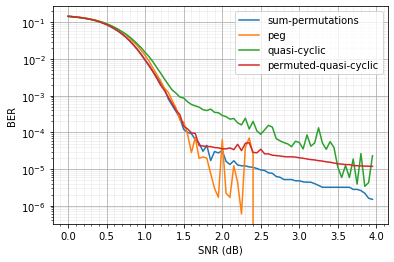 sum-permutations
peg
quasi-cyclic
permuted-quasi-cyclic
BER
10⁻¹
10⁻²
10⁻³
10⁻⁴
10⁻⁵
10⁻⁶
0.0 0.5 1.0 1.5 2.0 2.5 3.0 3.5 4.0
SNR (dB)